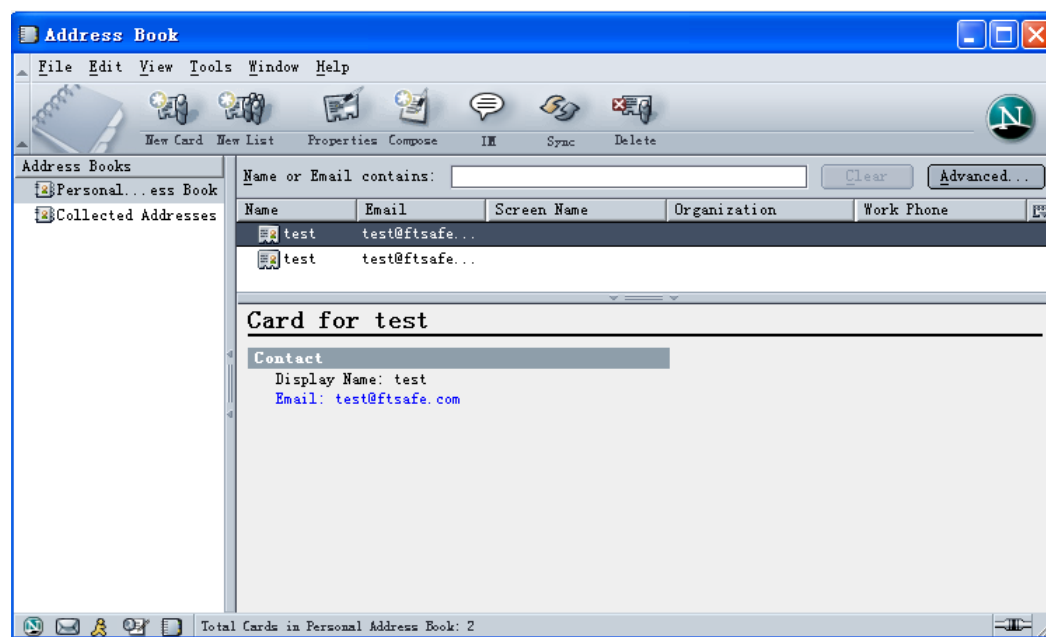 Address Book
File Edit View Tools Window Help
New Card New List Properties Compose IM Sync Delete
N
Address Books
Personal...ess Book
Collected Addresses
Name or Email contains: Clear Advanced...
Name Email Screen Name Organization Work Phone
test test@ftsafe...
test test@ftsafe...
Card for test
Contact
Display Name: test
Email: test@ftsafe.com
Total Cards in Personal Address Book: 2